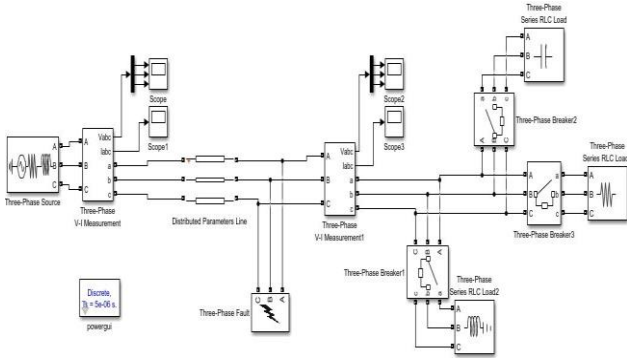 Three-Phase
Series RLC Load
A
B
C
Scope
Scope2
a b c
Three-Phase Breaker2
A B C
Vabc
Iabc
A
a
B
b
C
c
Scope1
Vabc
Iabc
A
a
B
b
C
c
Scope3
Three-Phase
Series RLC Load
A
B
C
Three-Phase Source
A
B
C
Three-Phase
V-I Measurement
Distributed Parameters Line
Three-Phase
V-I Measurement1
A
a
B
b
C
c
Three-Phase Breaker3
Three-Phase Breaker1
C B A
c b a
Three-Phase
Series RLC Load2
A
B
C
Discrete,
= 5e-06 s.
powergui
Three-Phase Fault
C B A